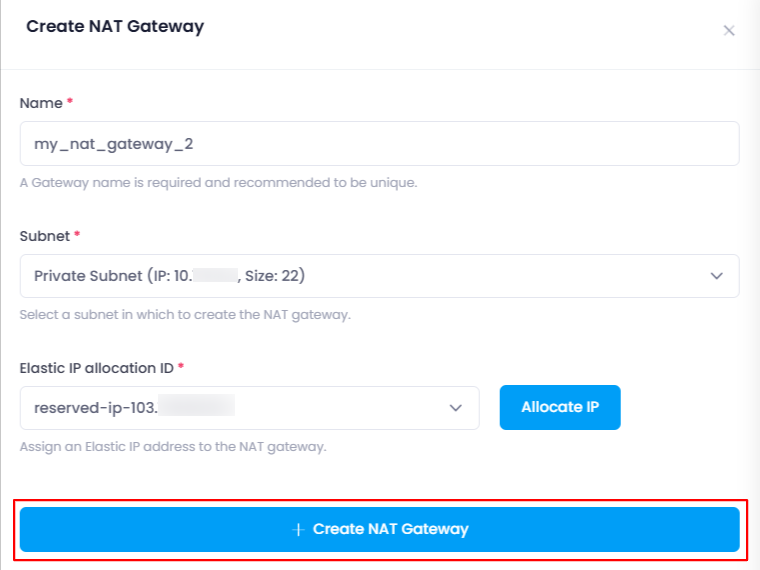 Create NAT Gateway
Name *
my_nat_gateway_2
A Gateway name is required and recommended to be unique.
Subnet *
Private Subnet (IP: 10. , Size: 22)
Select a subnet in which to create the NAT gateway.
Elastic IP allocation ID *
reserved-ip-103.
Allocate IP
Assign an Elastic IP address to the NAT gateway.
+ Create NAT Gateway